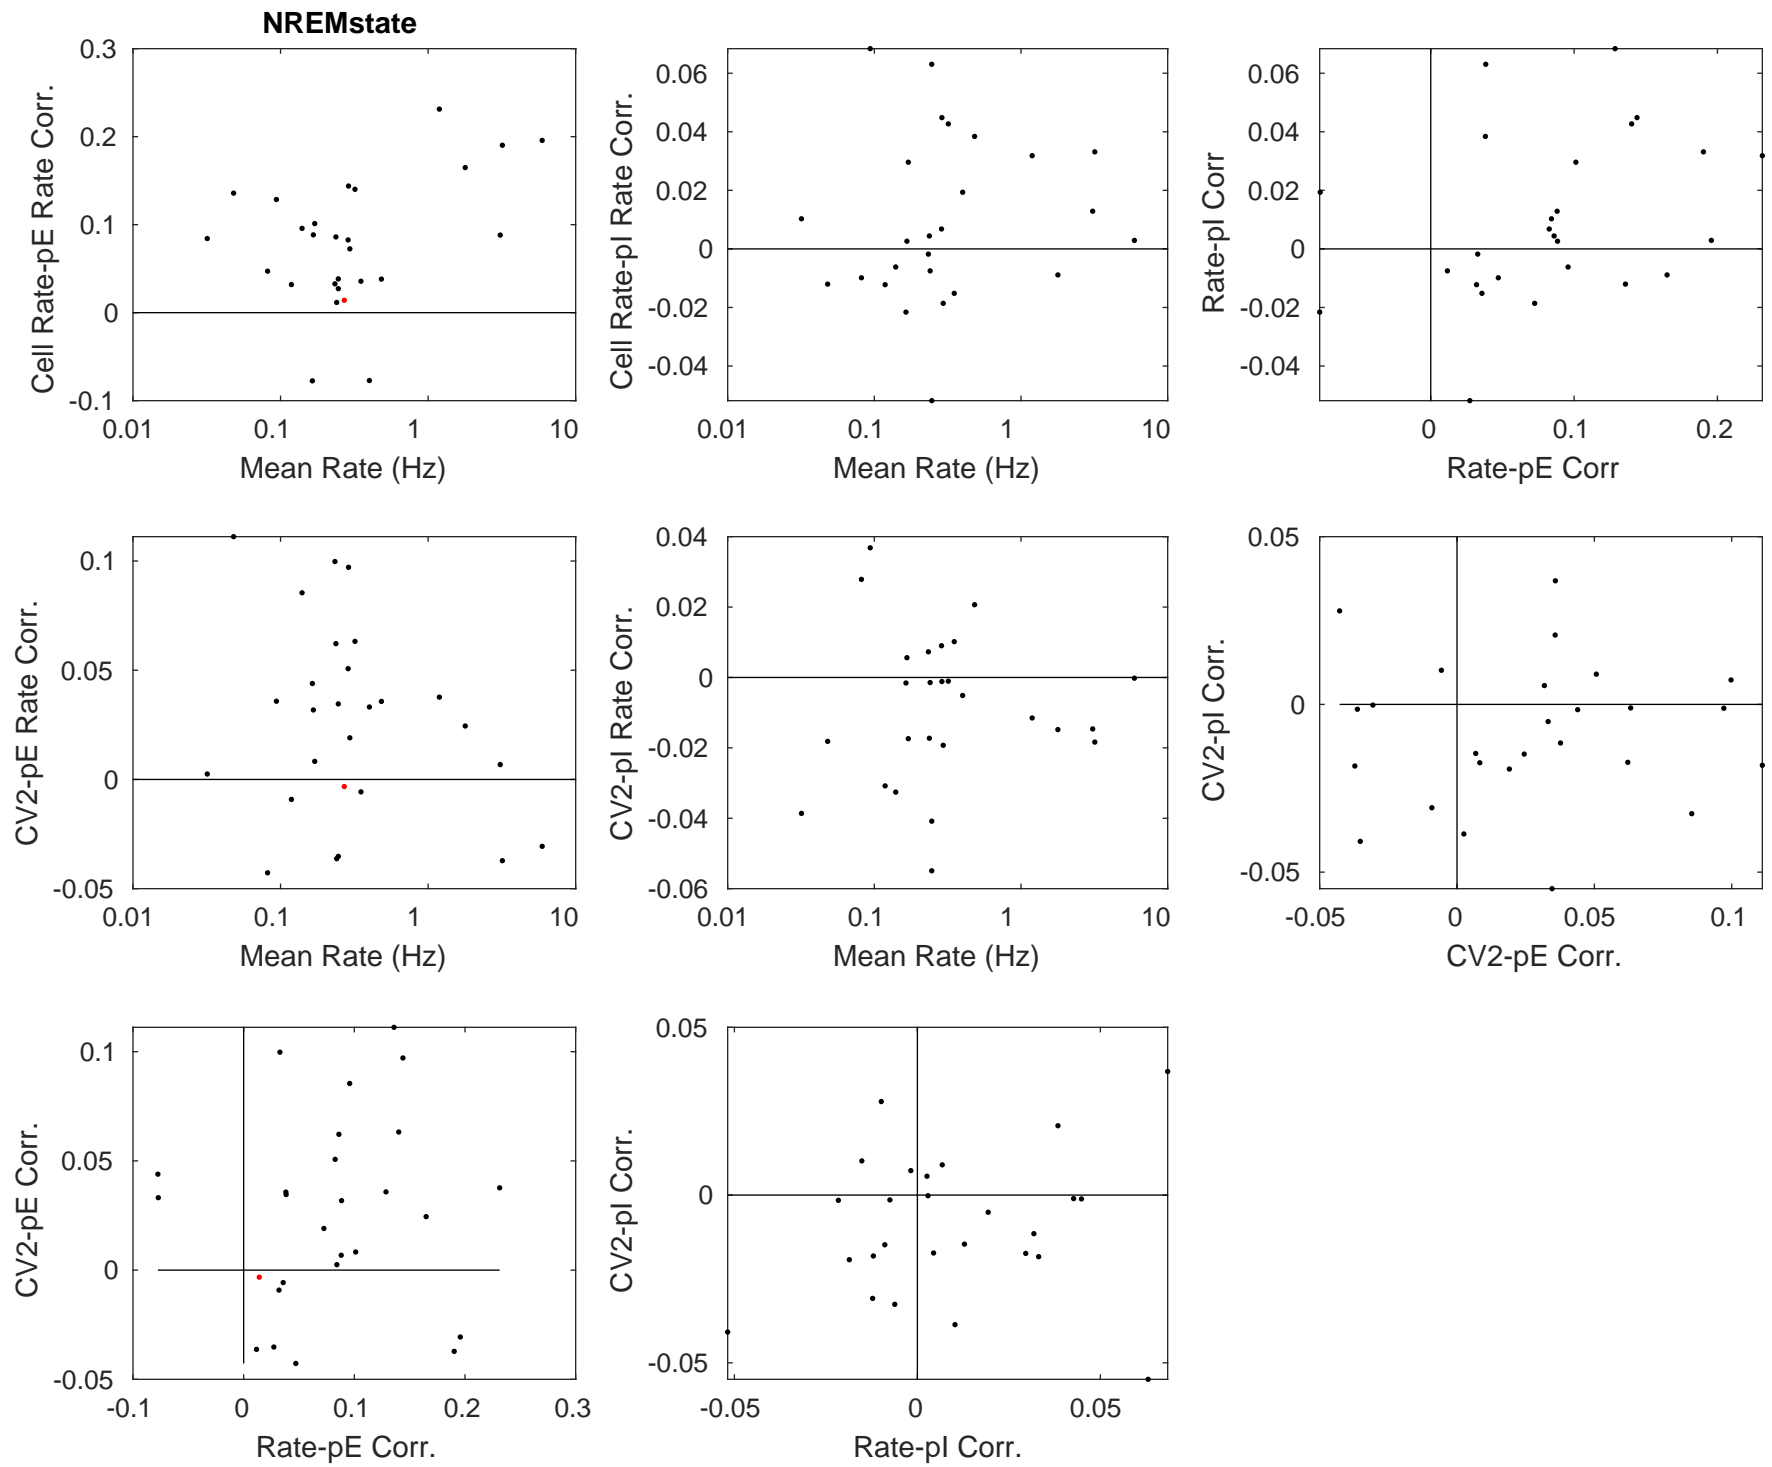 NREMstate
0.3
0.2
0.1
0
-0.1
Cell Rate-pE Rate Corr.
0.01 0.1 1 10
Mean Rate (Hz)
0.06
0.04
0.02
0
-0.02
-0.04
Cell Rate-pI Rate Corr.
0.01 0.1 1 10
Mean Rate (Hz)
0.06
0.04
0.02
0
-0.02
-0.04
Rate-pI Corr
0 0.1 0.2
Rate-pE Corr
0.1
0.05
0
-0.05
CV2-pE Rate Corr.
0.01 0.1 1 10
Mean Rate (Hz)
0.04
0.02
0
-0.02
-0.04
-0.06
CV2-pI Rate Corr.
0.01 0.1 1 10
Mean Rate (Hz)
0.05
0
-0.05
CV2-pI Corr.
-0.05 0 0.05 0.1
CV2-pE Corr.
0.1
0.05
0
-0.05
CV2-pE Corr.
-0.1 0 0.1 0.2 0.3
Rate-pE Corr.
0.05
0
-0.05
CV2-pI Corr.
-0.05 0 0.05
Rate-pI Corr.